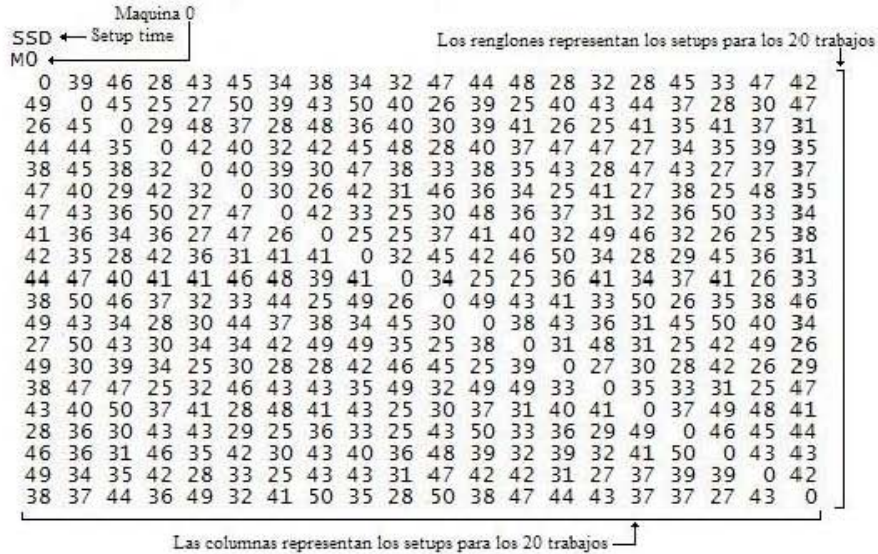 Maquina 0
SSD Setup time
Los renglones representan los setups para los 20 trabajos
M0
0 39 46 28 43 45 34 38 34 32 47 44 48 28 32 28 45 33 47 42
49 0 45 25 27 50 39 43 50 40 26 39 25 40 43 44 37 28 30 47
26 45 0 29 48 37 28 48 36 40 30 39 41 26 25 41 35 41 37 31
44 44 35 0 42 40 32 42 45 48 28 40 37 47 47 27 34 35 39 35
38 45 38 32 0 40 39 30 47 38 33 38 35 43 28 47 43 27 37 37
47 40 29 42 32 0 30 26 42 31 46 36 34 25 41 27 38 25 48 35
47 43 36 50 27 47 0 42 33 25 30 48 36 37 31 32 36 50 33 34
41 36 34 36 27 47 26 0 25 25 37 41 40 32 49 46 32 26 25 38
42 35 28 42 36 31 41 41 0 32 45 42 46 50 34 28 29 45 36 31
44 47 40 41 41 46 48 39 41 0 34 25 25 36 41 34 37 41 26 33
38 50 46 37 32 33 44 25 49 26 0 49 43 41 33 50 26 35 38 46
49 43 34 28 30 44 37 38 34 45 30 0 38 43 36 31 45 50 40 34
27 50 43 30 34 34 42 49 49 35 25 38 0 31 48 31 25 42 49 26
49 30 39 34 25 30 28 28 42 46 45 25 39 0 27 30 28 42 26 29
38 47 47 25 32 46 43 43 35 49 32 49 49 33 0 35 33 31 25 47
43 40 50 37 41 28 48 41 43 25 30 37 31 40 41 0 37 49 48 41
28 36 30 43 43 29 25 36 33 25 43 50 33 36 29 49 0 46 45 44
46 36 31 46 35 42 30 43 40 36 48 39 32 39 32 41 50 0 43 43
49 34 35 42 28 33 25 43 43 31 47 42 42 31 27 37 39 39 0 42
38 37 44 36 49 32 41 50 35 28 50 38 47 44 43 37 37 27 43 0
Las columnas representan los setups para los 20 trabajos